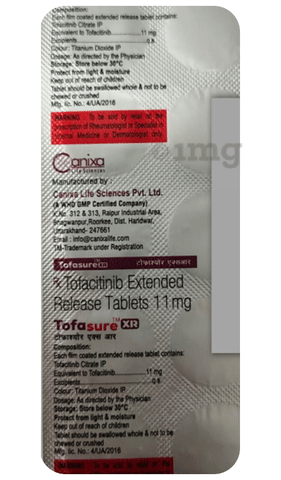 Composition:
Each film coated extended release tablet contains:
Tofacitinib Citrate IP
Equivalent to Tofacitinib..................11 mg
Excipients.........................................q.s
Colour: Titanium Dioxide IP
Dosage: As directed by the Physician
Storage: Store below 30°C
Protect from light & moisture
Keep out of reach of children
Tablet should be swallowed whole & not to be
chewed or crushed
Mfg. lic. No.: 4/UA/2016
WARNING : To be sold by retail on the
prescription of Rheumatologist or Specialist in
Internal Medicine or Dermatologist only.
1mg
Canixa
Life Sciences
Manufactured by :
Canixa Life Sciences Pvt. Ltd.
(A WHO GMP Certified Company)
K.No. 312 & 313, Raipur Industrial Area,
Bhagwanpur,Roorkee, Dist. Haridwar,
Uttarakhand- 247661
Email : info@canixalife.com
TM-Trademark under Registration
Tofasure™ XR टोफाश्योर एक्स आर
℞ Tofacitinib Extended
Release Tablets 11 mg
Tofasure™ XR
टोफाश्योर एक्स आर
Composition:
Each film coated extended release tablet contains:
Tofacitinib Citrate IP
Equivalent to Tofacitinib..................11 mg
Excipients.........................................q.s
Colour: Titanium Dioxide IP
Dosage: As directed by the Physician
Storage: Store below 30°C
Protect from light & moisture
Keep out of reach of children
Tablet should be swallowed whole & not to be
chewed or crushed
Mfg. lic. No.: 4/UA/2016